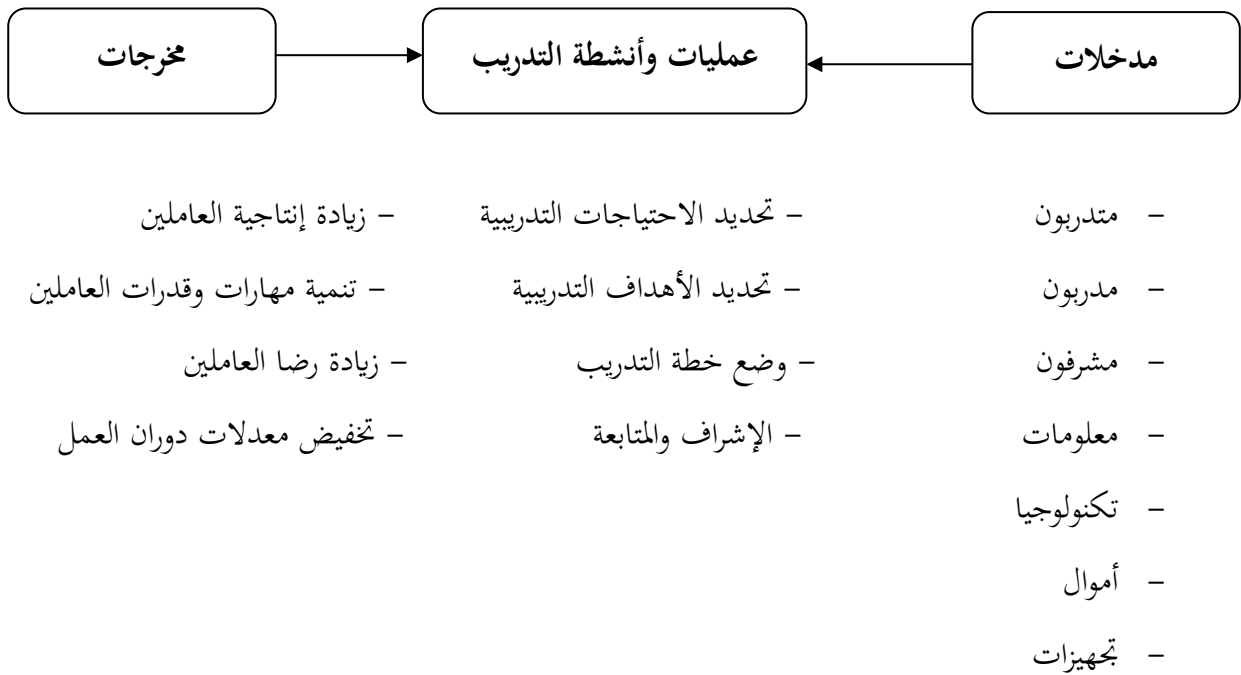 مدخلات
عمليات وأنشطة التدريب
مخرجات
– متدربون
– مدربون
– مشرفون
– معلومات
– تكنولوجيا
– أموال
– تجهيزات
– تحديد الاحتياجات التدريبية
– تحديد الأهداف التدريبية
– وضع خطة التدريب
– الإشراف والمتابعة
– زيادة إنتاجية العاملين
– تنمية مهارات وقدرات العاملين
– زيادة رضا العاملين
– تخفيض معدلات دوران العمل